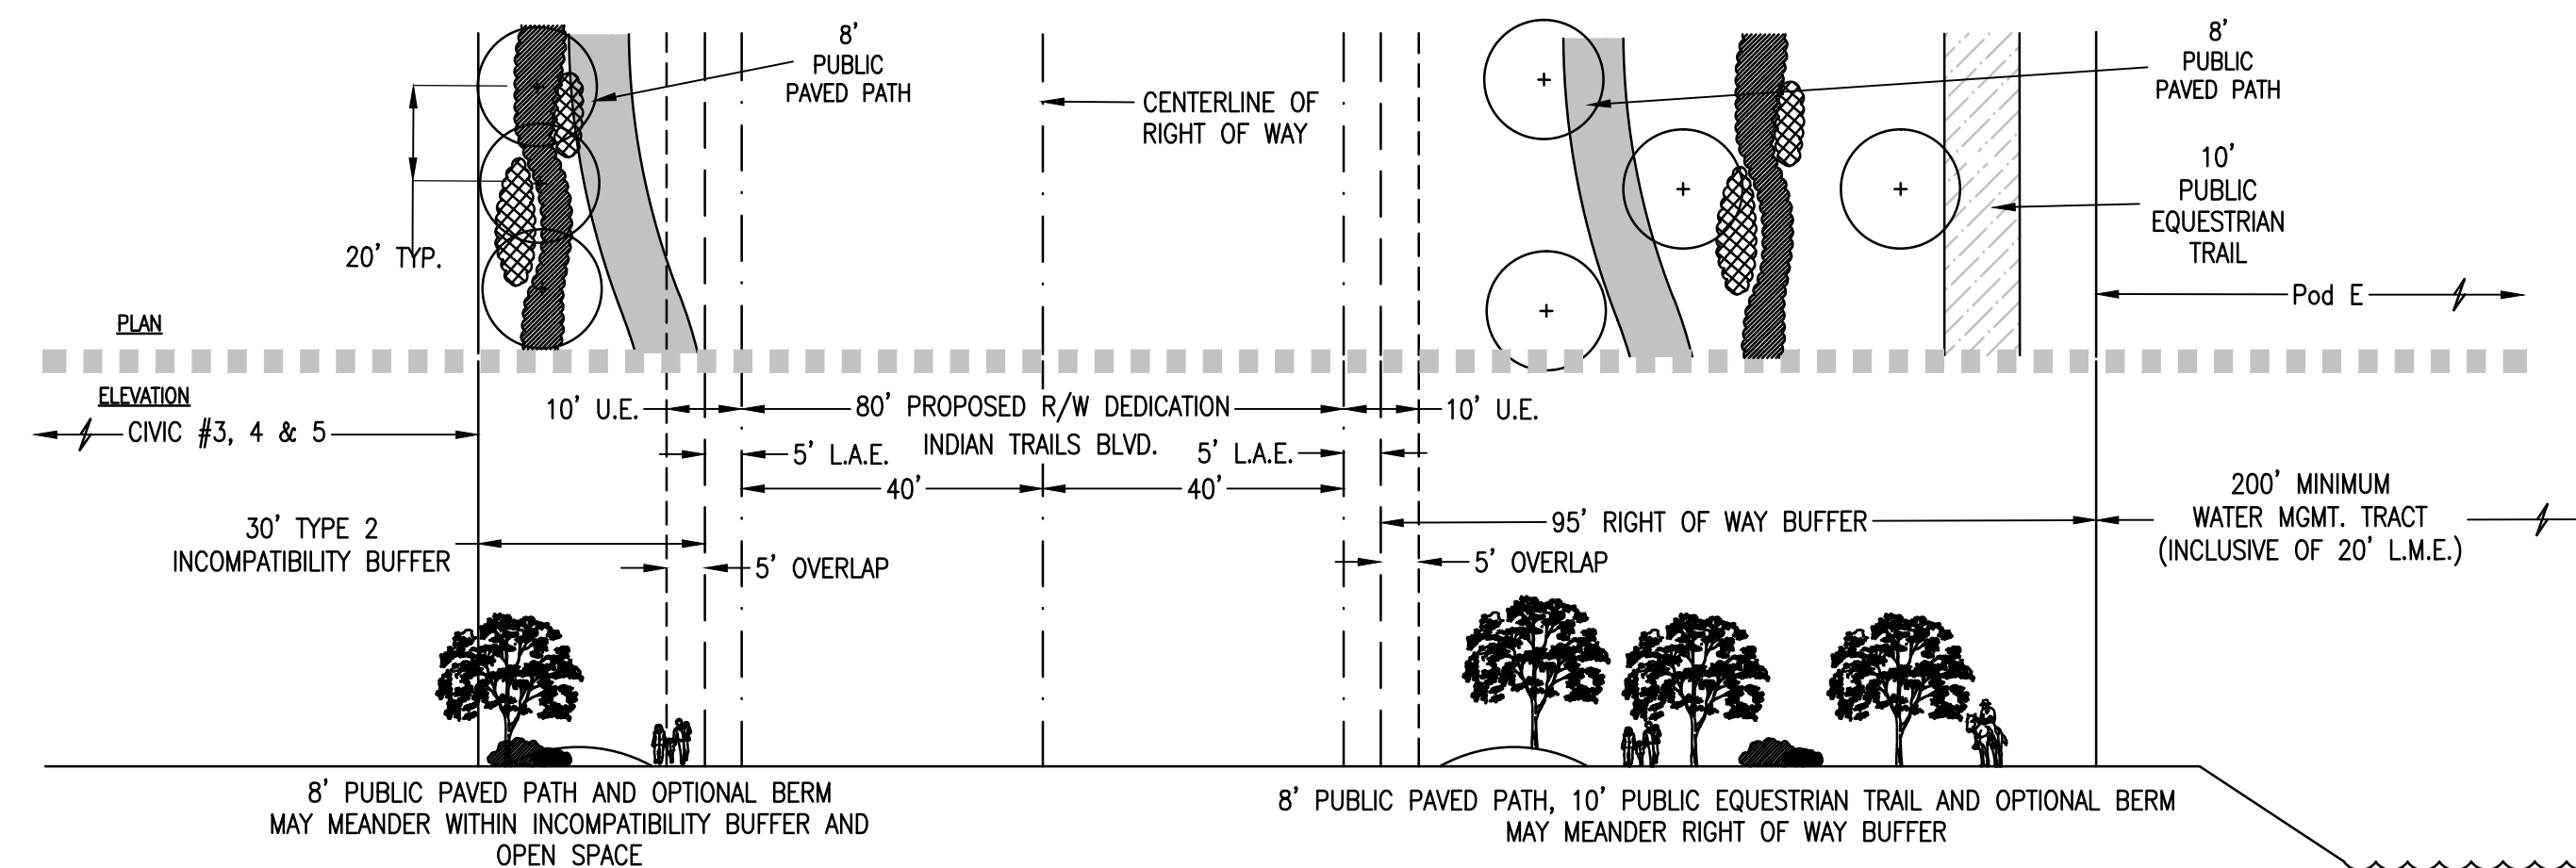 8'
PUBLIC
PAVED PATH
CENTERLINE OF
RIGHT OF WAY
8'
PUBLIC
PAVED PATH
10'
PUBLIC
EQUESTRIAN
TRAIL
20' TYP.
Pod E
PLAN
ELEVATION
CIVIC #3, 4 & 5
10' U.E.
80' PROPOSED R/W DEDICATION
INDIAN TRAILS BLVD.
10' U.E.
5' L.A.E.
5' L.A.E.
40'
40'
30' TYPE 2
INCOMPATIBILITY BUFFER
5' OVERLAP
95' RIGHT OF WAY BUFFER
5' OVERLAP
200' MINIMUM
WATER MGMT. TRACT
(INCLUSIVE OF 20' L.M.E.)
8' PUBLIC PAVED PATH AND OPTIONAL BERM
MAY MEANDER WITHIN INCOMPATIBILITY BUFFER AND
OPEN SPACE
8' PUBLIC PAVED PATH, 10' PUBLIC EQUESTRIAN TRAIL AND OPTIONAL BERM
MAY MEANDER RIGHT OF WAY BUFFER